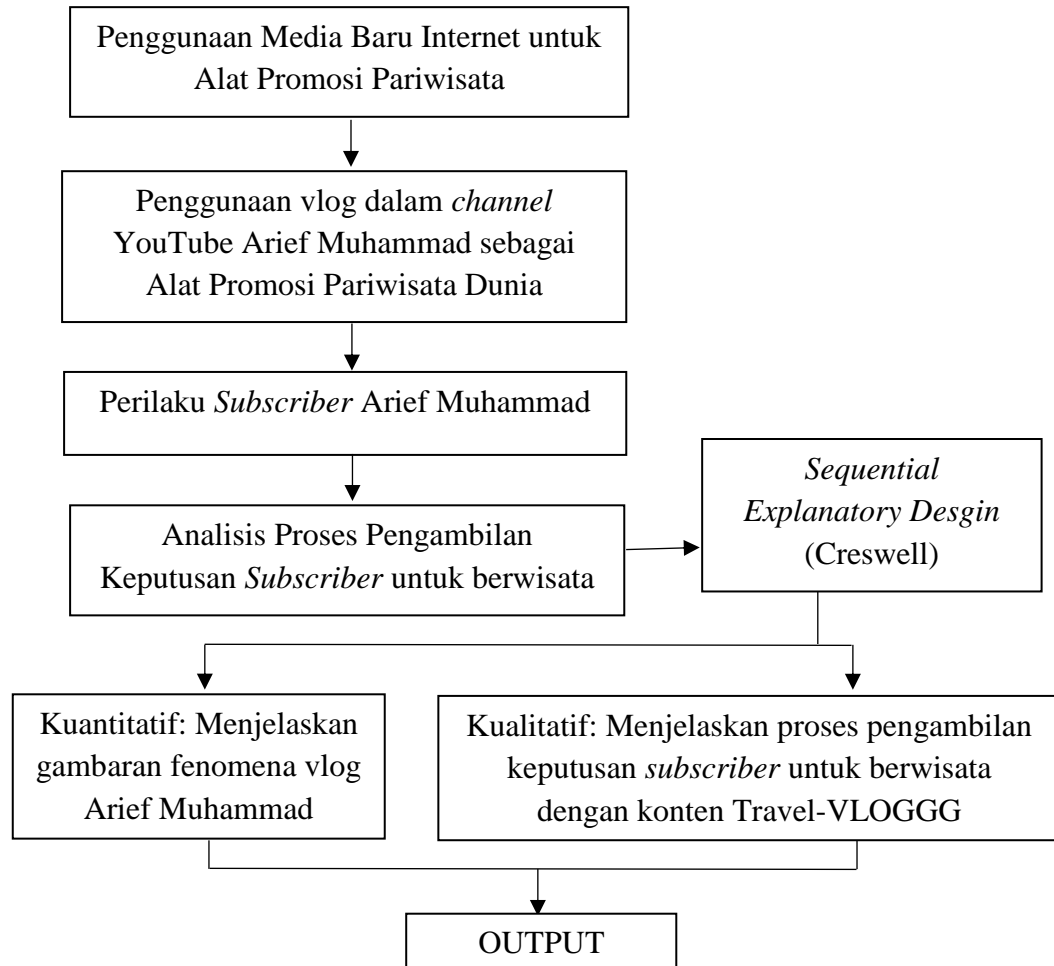 Penggunaan Media Baru Internet untuk
Alat Promosi Pariwisata
Penggunaan vlog dalam channel
YouTube Arief Muhammad sebagai
Alat Promosi Pariwisata Dunia
Perilaku Subscriber Arief Muhammad
Analisis Proses Pengambilan
Keputusan Subscriber untuk berwisata
Sequential
Explanatory Desgin
(Creswell)
Kuantitatif: Menjelaskan
gambaran fenomena vlog
Arief Muhammad
Kualitatif: Menjelaskan proses pengambilan
keputusan subscriber untuk berwisata
dengan konten Travel-VLOGGG
OUTPUT